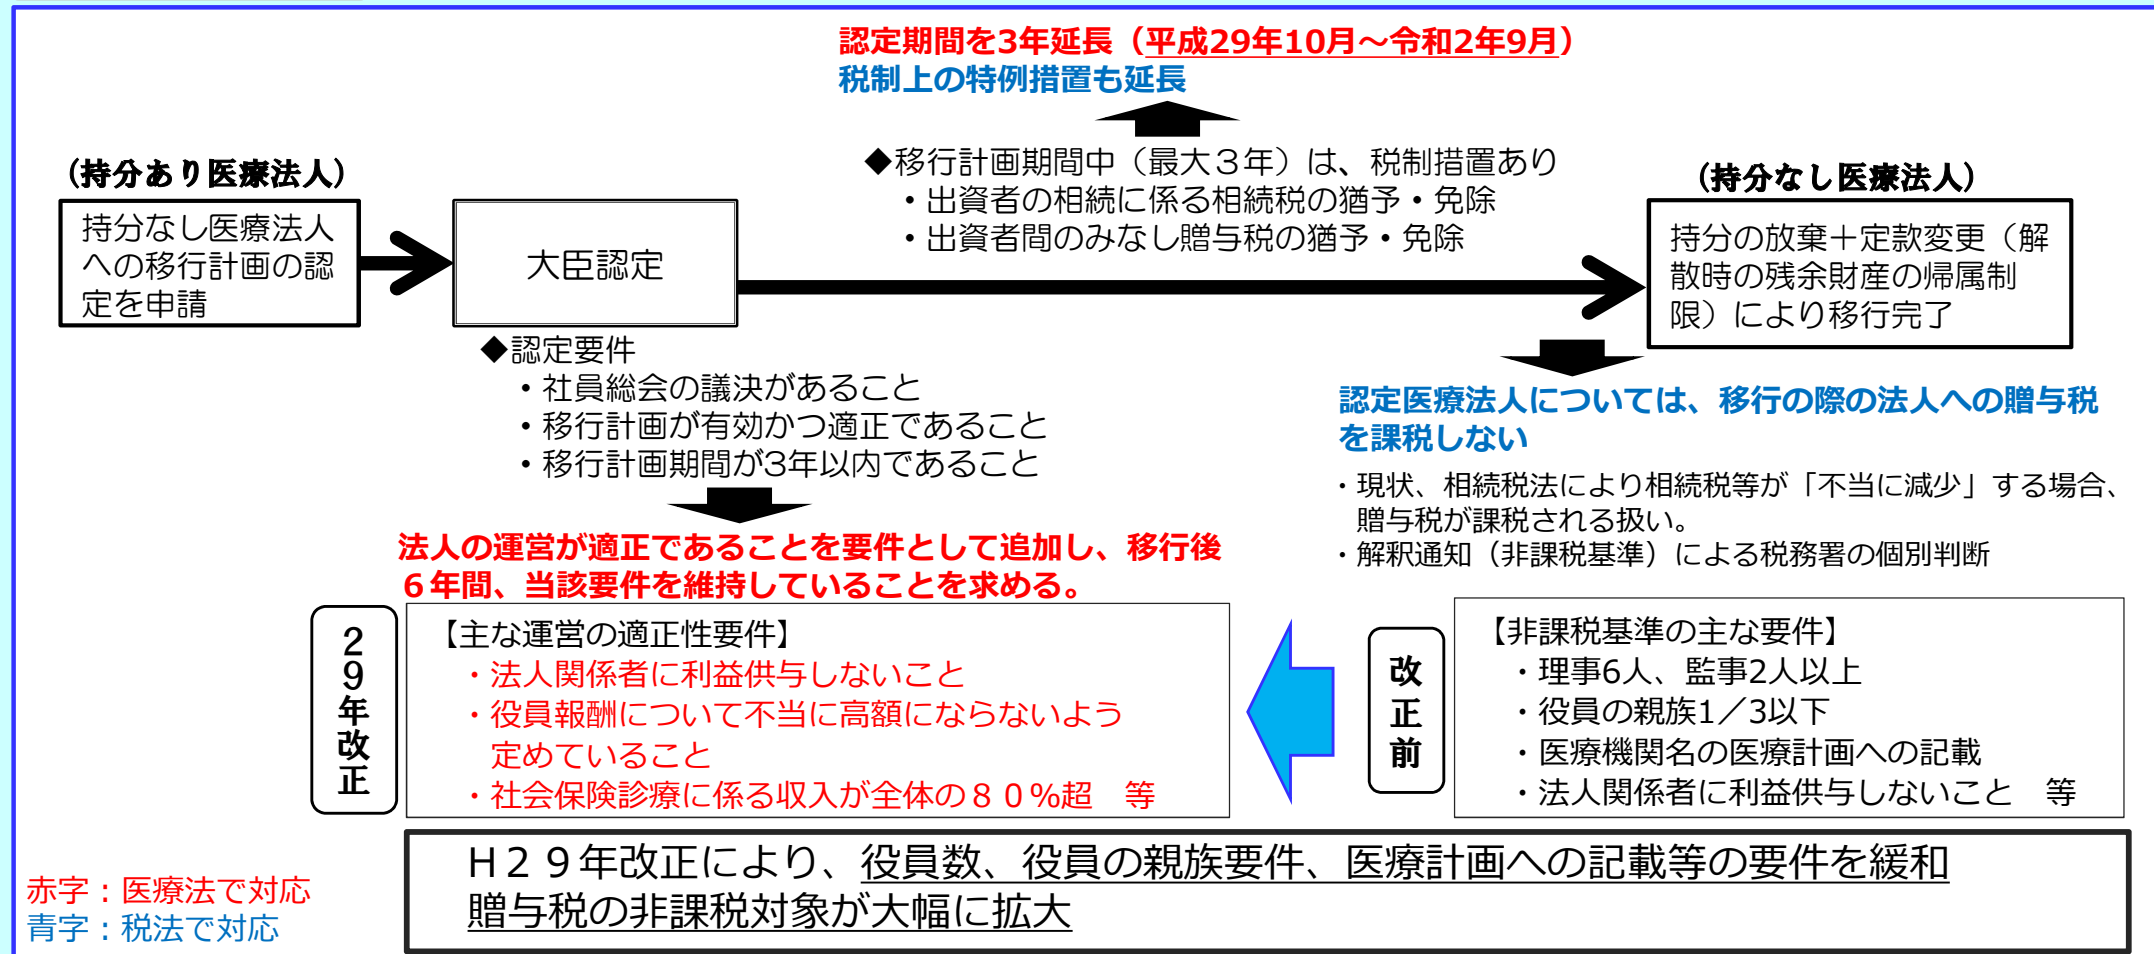 認定期間を3年延長（平成29年10月～令和2年9月）
税制上の特例措置も延長
◆移行計画期間中（最大３年）は、税制措置あり
・出資者の相続に係る相続税の猶予・免除
・出資者間のみなし贈与税の猶予・免除
（持分あり医療法人）
持分なし医療法人
への移行計画の認
定を申請
大臣認定
（持分なし医療法人）
持分の放棄＋定款変更（解
散時の残余財産の帰属制
限）により移行完了
◆認定要件
・社員総会の議決があること
・移行計画が有効かつ適正であること
・移行計画期間が3年以内であること
認定医療法人については、移行の際の法人への贈与税
を課税しない
・現状、相続税法により相続税等が「不当に減少」する場合、
贈与税が課税される扱い。
・解釈通知（非課税基準）による税務署の個別判断
法人の運営が適正であることを要件として追加し、移行後
６年間、当該要件を維持していることを求める。
２９年改正
【主な運営の適正性要件】
・法人関係者に利益供与しないこと
・役員報酬について不当に高額にならないよう
定めていること
・社会保険診療に係る収入が全体の８０％超　等
改正前
【非課税基準の主な要件】
・理事6人、監事2人以上
・役員の親族1／3以下
・医療機関名の医療計画への記載
・法人関係者に利益供与しないこと　等
Ｈ２９年改正により、役員数、役員の親族要件、医療計画への記載等の要件を緩和
贈与税の非課税対象が大幅に拡大
赤字：医療法で対応
青字：税法で対応